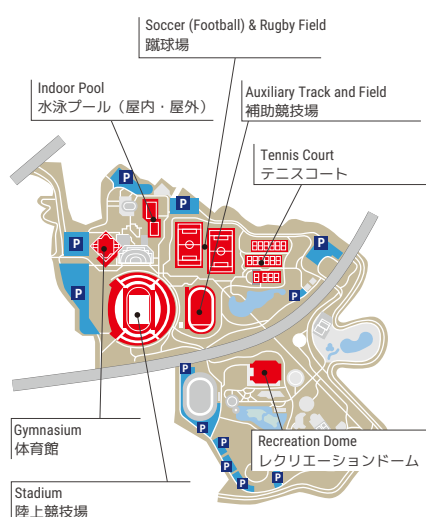 Soccer (Football) & Rugby Field
蹴球場
Indoor Pool
水泳プール（屋内・屋外）
Auxiliary Track and Field
補助競技場
Tennis Court
テニスコート
P
P
P
P
P
P
P
P
P
P
P
P
P
Gymnasium
体育館
Recreation Dome
レクリエーションドーム
Stadium
陸上競技場